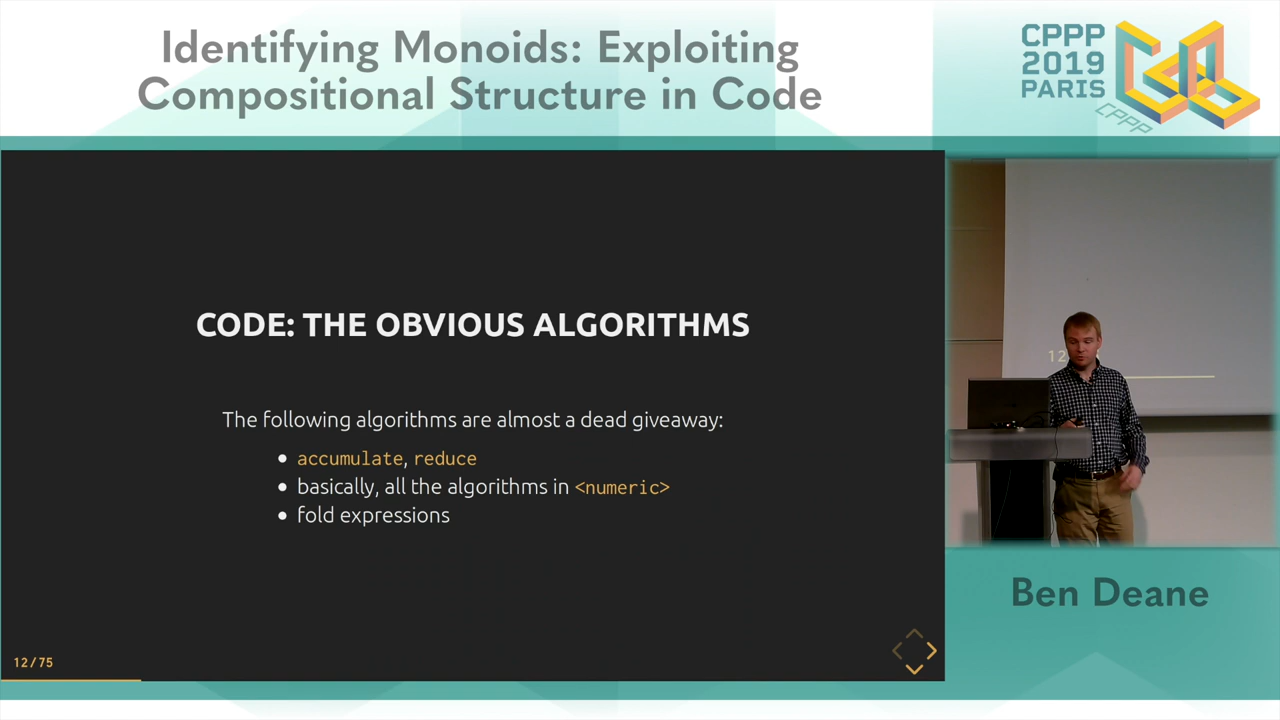 Identifying Monoids: Exploiting
Compositional Structure in Code
CPPP
2019
PARIS
CPPP
CODE: THE OBVIOUS ALGORITHMS
The following algorithms are almost a dead giveaway:
accumulate, reduce
basically, all the algorithms in <numeric>
fold expressions
12/75
12
Ben Deane